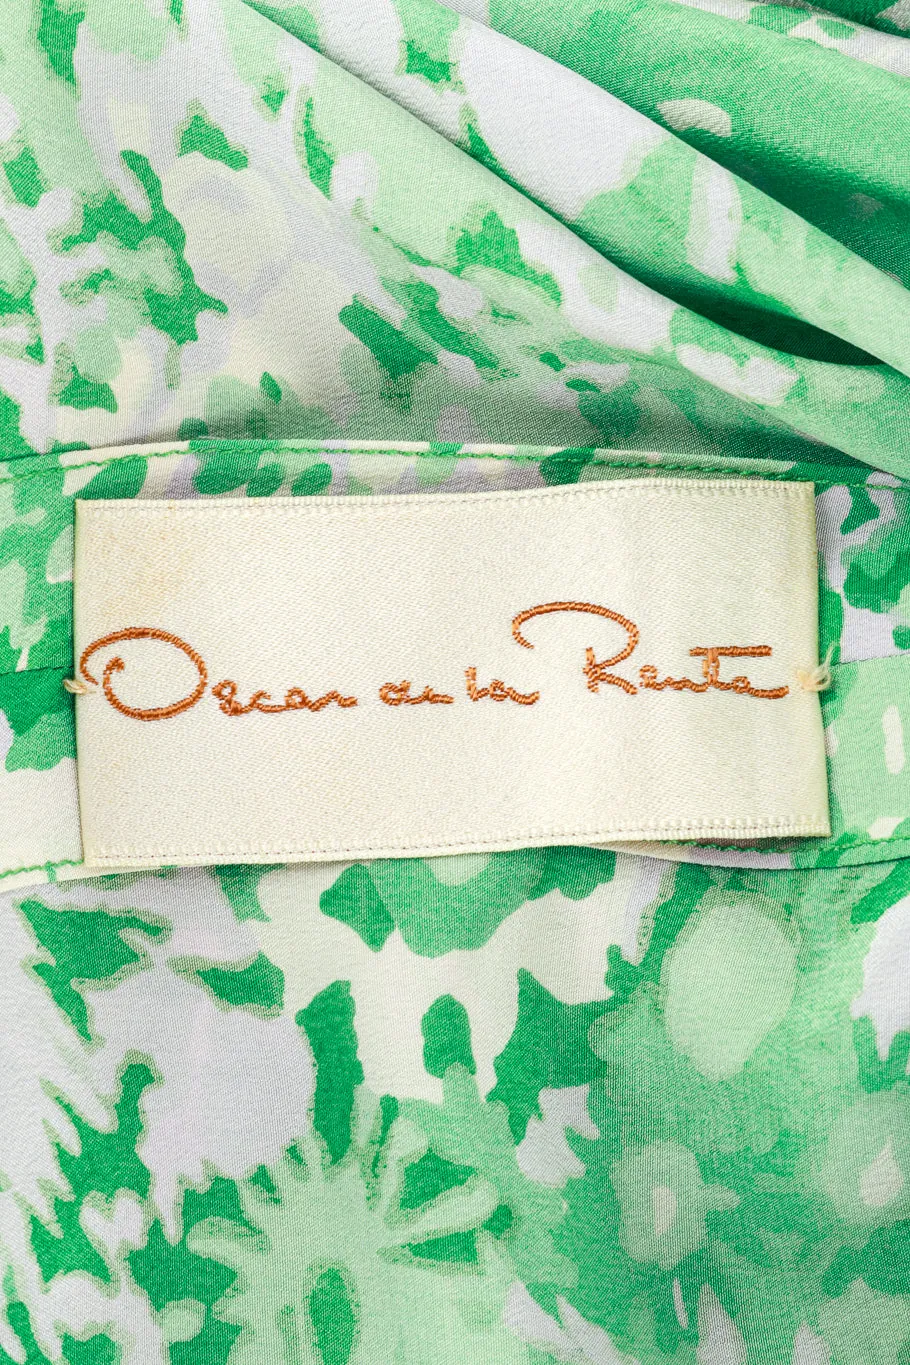 Oscar de la Renta